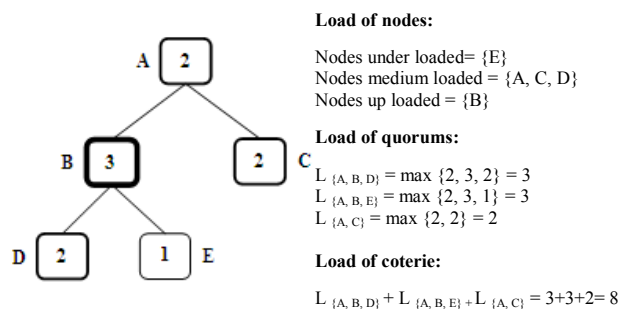 A 2
B 3
2 C
D 2
1 E
Load of nodes:
Nodes under loaded= {E}
Nodes medium loaded = {A, C, D}
Nodes up loaded = {B}
Load of quorums:
L {A, B, D} = max {2, 3, 2} = 3
L {A, B, E} = max {2, 3, 1} = 3
L {A, C} = max {2, 2} = 2
Load of coterie:
L {A, B, D} + L {A, B, E} + L {A, C} = 3+3+2= 8